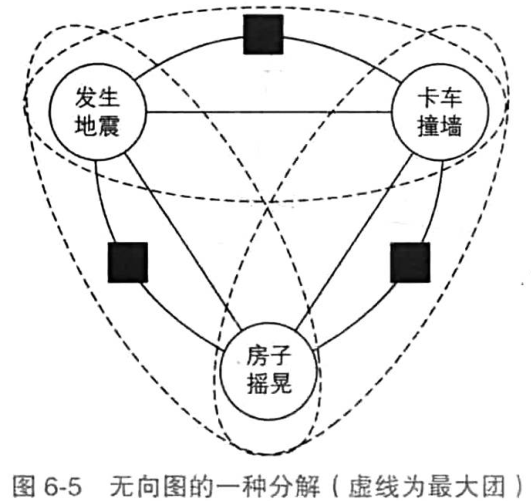 发生
地震
卡车
撞墙
房子
摇晃
图 6-5 无向图的一种分解（虚线为最大团）